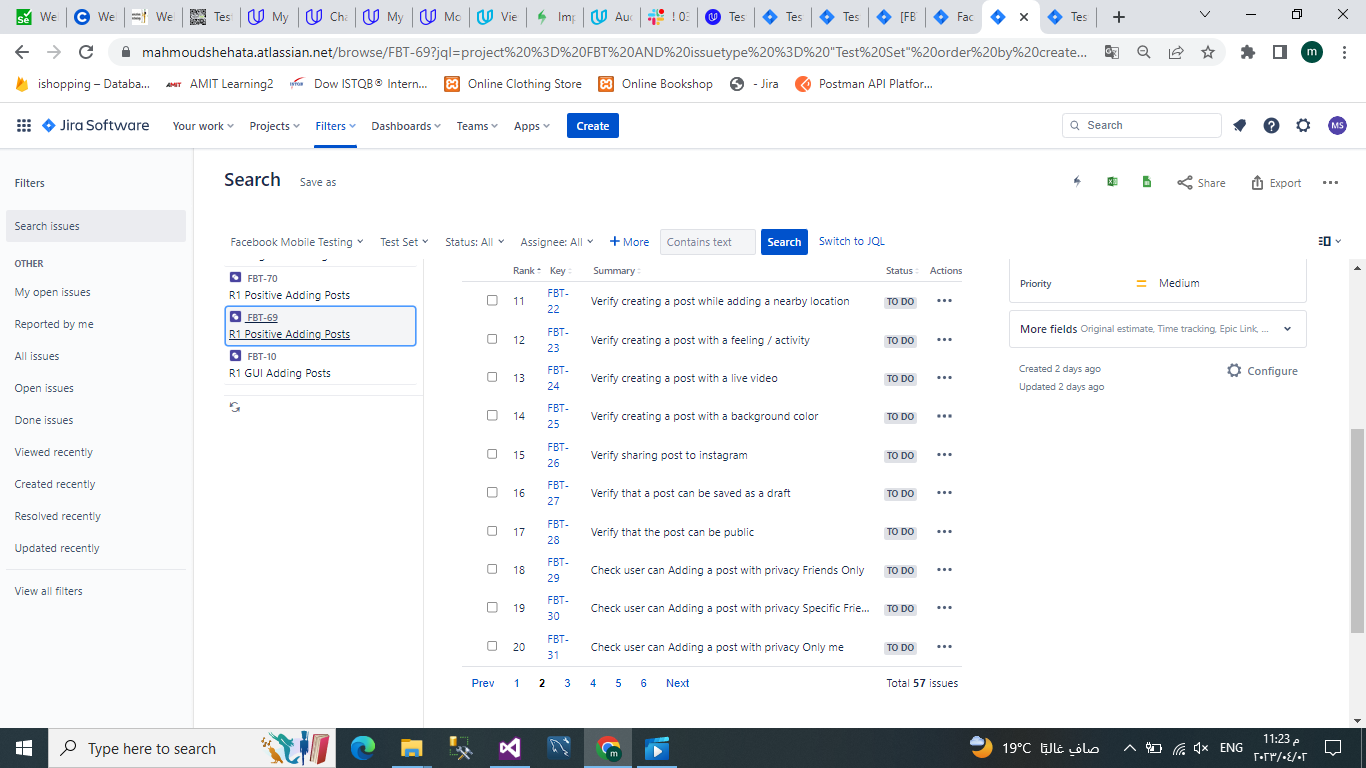 We
We
We
Test
My
Cha
My
Mo
Vie
Imp
Aud
! 03
Tes
Tes
Tes
[FB
Fac
Tes
mahmoudshehata.atlassian.net/browse/FBT-69?jql=project%20%3D%20FBT%20AND%20issuetype%20%3D%20"Test%20Set"%20order%20by%20create...
m
ishopping – Databa...
AMIT Learning2
Dow ISTQB® Intern...
Online Clothing Store
Online Bookshop
- Jira
Postman API Platfor...
Jira Software
Your work
Projects
Filters
Dashboards
Teams
Apps
Create
Search
MS
Filters
Search issues
OTHER
My open issues
Reported by me
All issues
Open issues
Done issues
Viewed recently
Created recently
Resolved recently
Updated recently
View all filters
Search
Save as
Share
Export
Facebook Mobile Testing
Test Set
Status: All
Assignee: All
+ More
Contains text
Search
Switch to JQL
FBT-70
R1 Positive Adding Posts
FBT-69
R1 Positive Adding Posts
FBT-10
R1 GUI Adding Posts
Rank Key Summary Status Actions
11 FBT-22 Verify creating a post while adding a nearby location TO DO
12 FBT-23 Verify creating a post with a feeling / activity TO DO
13 FBT-24 Verify creating a post with a live video TO DO
14 FBT-25 Verify creating a post with a background color TO DO
15 FBT-26 Verify sharing post to instagram TO DO
16 FBT-27 Verify that a post can be saved as a draft TO DO
17 FBT-28 Verify that the post can be public TO DO
18 FBT-29 Check user can Adding a post with privacy Friends Only TO DO
19 FBT-30 Check user can Adding a post with privacy Specific Frie... TO DO
20 FBT-31 Check user can Adding a post with privacy Only me TO DO
Prev 1 2 3 4 5 6 Next
Total 57 issues
Priority
Medium
More fields Original estimate, Time tracking, Epic Link, ...
Created 2 days ago
Updated 2 days ago
Configure
Type here to search
19°C صاف غالبًا
ENG
11:23 م
٢٠٢٣/٠٤/٠٢